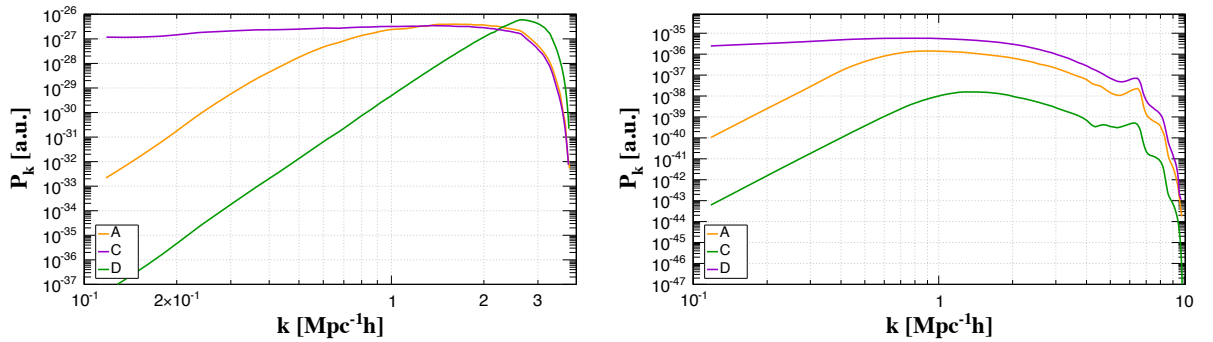 10⁻²⁶
10⁻²⁷
10⁻²⁸
10⁻²⁹
10⁻³⁰
10⁻³¹
10⁻³²
10⁻³³
10⁻³⁴
10⁻³⁵
10⁻³⁶
10⁻³⁷
P_k [a.u.]
A
C
D
10⁻¹ 2×10⁻¹ 1 2 3
k [Mpc⁻¹h]
10⁻³⁵
10⁻³⁶
10⁻³⁷
10⁻³⁸
10⁻³⁹
10⁻⁴⁰
10⁻⁴¹
10⁻⁴²
10⁻⁴³
10⁻⁴⁴
10⁻⁴⁵
10⁻⁴⁶
10⁻⁴⁷
P_k [a.u.]
A
C
D
10⁻¹ 1 10
k [Mpc⁻¹h]